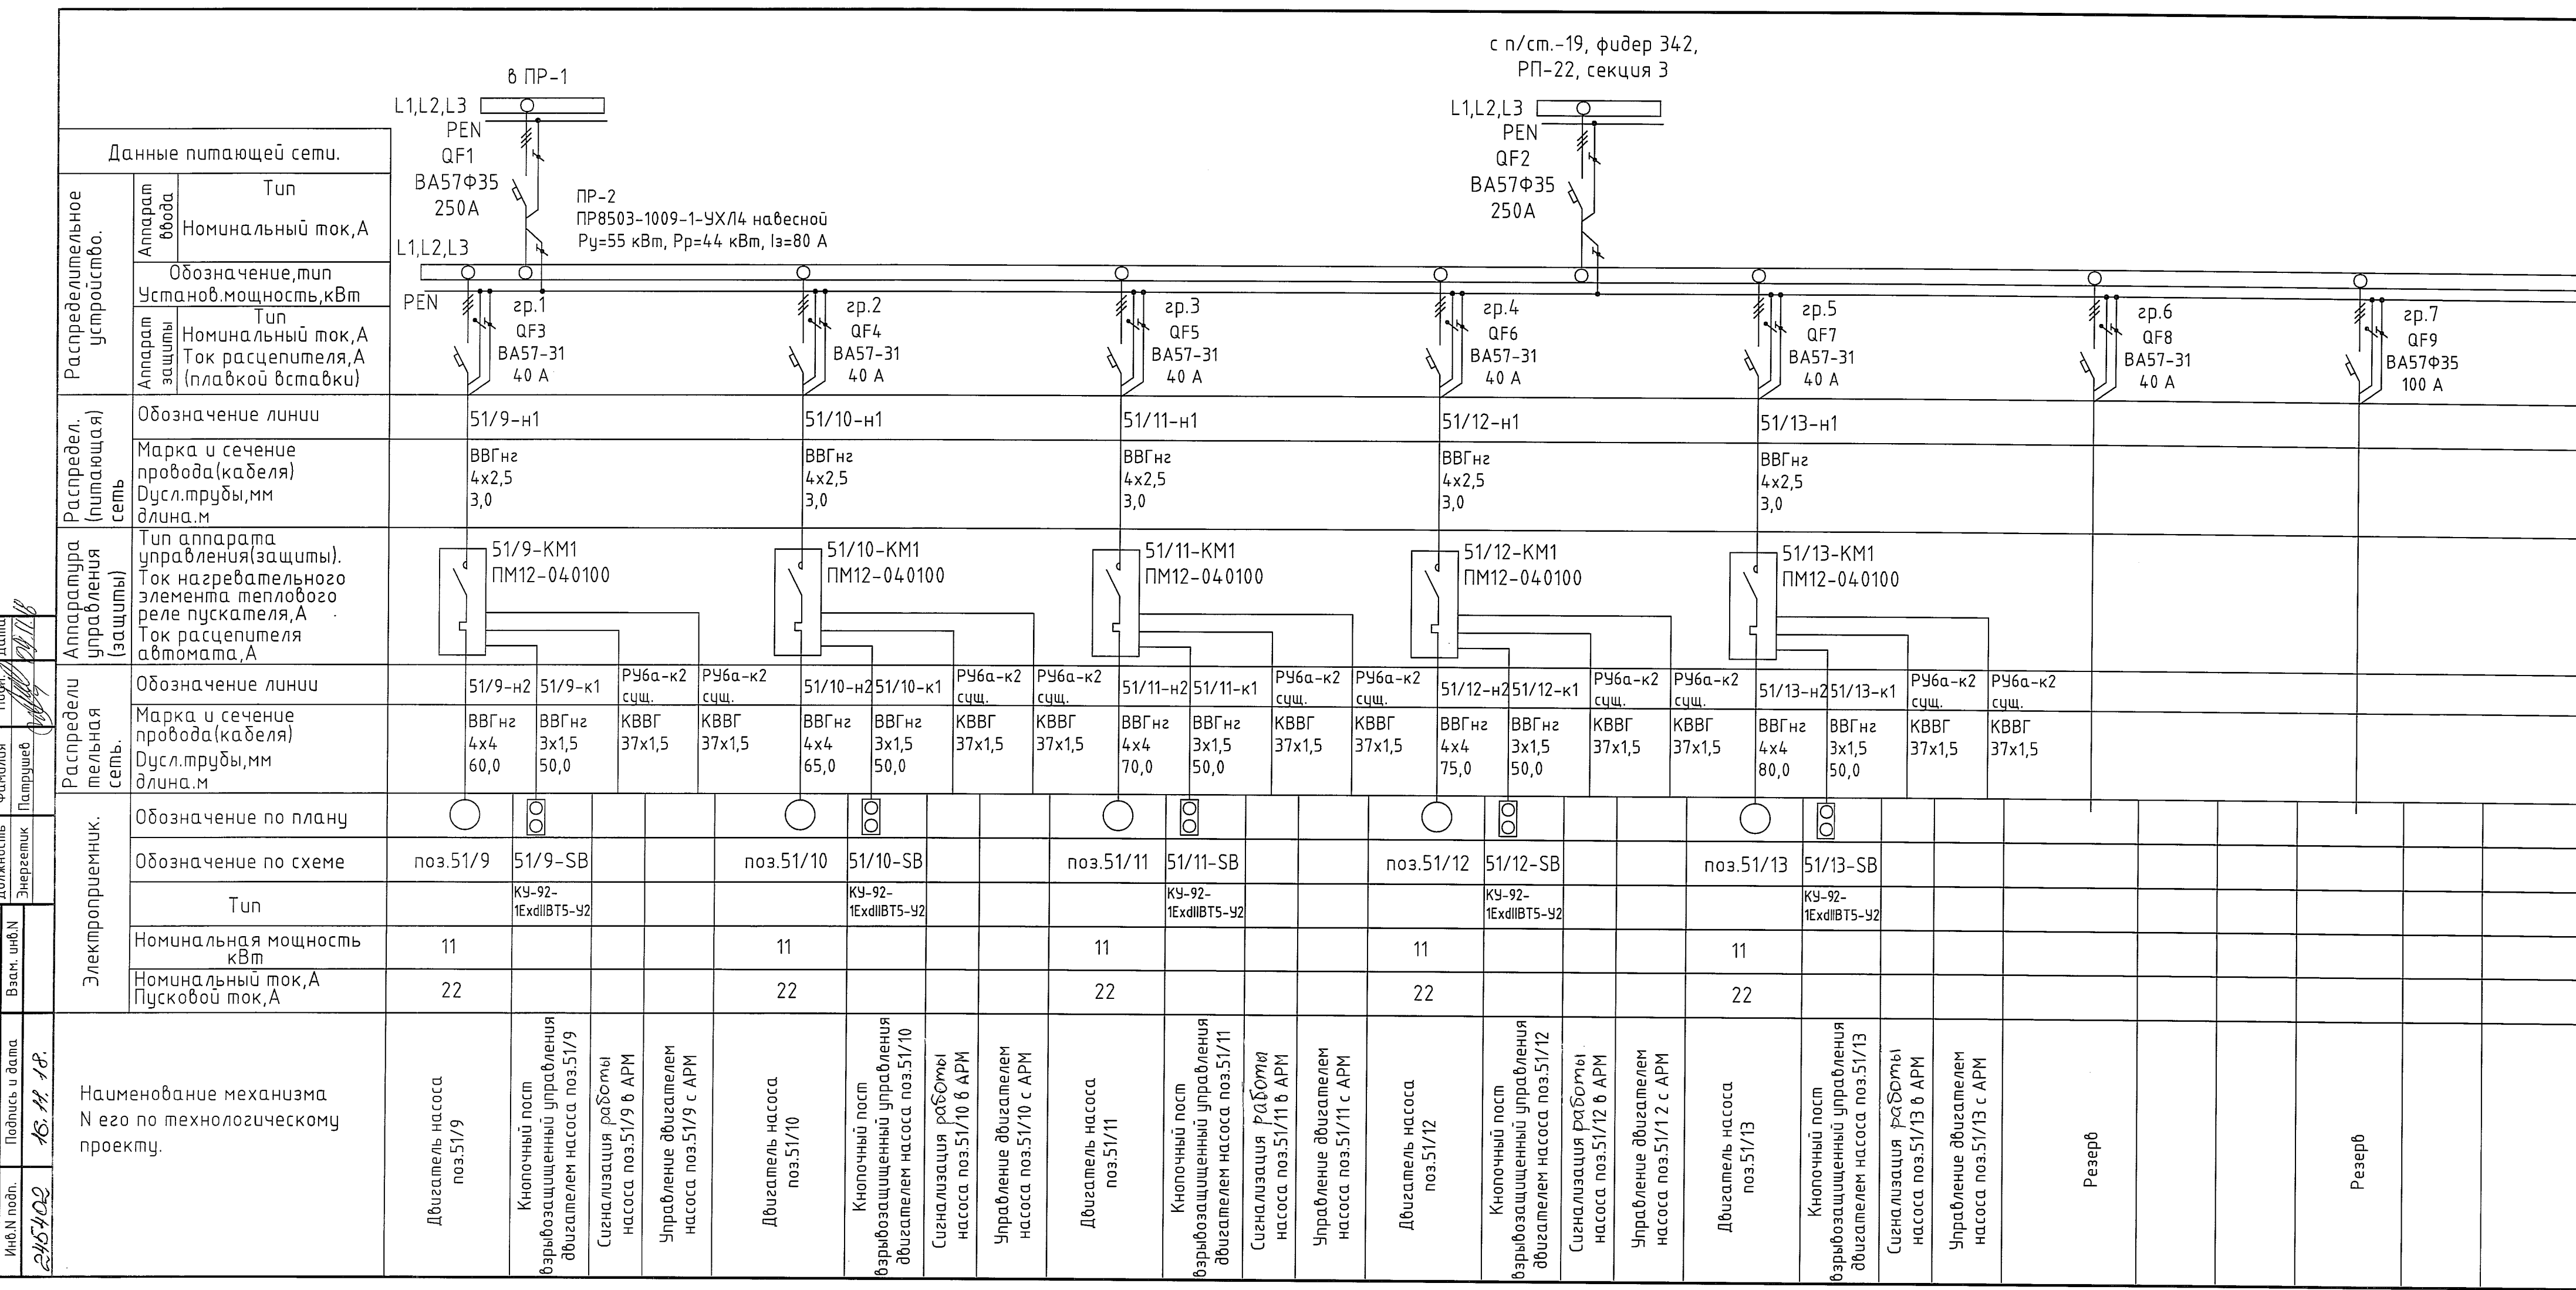 с п/ст.-19, фидер 342,
РП-22, секция 3
в ПР-1
L1,L2,L3
PEN
QF1
ВА57Ф35
250А
L1,L2,L3
PEN
QF2
ВА57Ф35
250А
ПР-2
ПР8503-1009-1-УХЛ4 навесной
Ру=55 кВт, Рр=44 кВт, Iз=80 А
L1,L2,L3
PEN
Данные питающей сети.
Распределительное
устройство.
Аппарат
ввода
Тип
Номинальный ток,А
Обозначение,тип
Установ.мощность,кВт
Аппарат
защиты
Тип
Номинальный ток,А
Ток расцепителя,А
(плавкой вставки)
гр.1
QF3
ВА57-31
40 А
гр.2
QF4
ВА57-31
40 А
гр.3
QF5
ВА57-31
40 А
гр.4
QF6
ВА57-31
40 А
гр.5
QF7
ВА57-31
40 А
гр.6
QF8
ВА57-31
40 А
гр.7
QF9
ВА57Ф35
100 А
Распредел.
(питающая)
сеть
Обозначение линии
51/9-н1
51/10-н1
51/11-н1
51/12-н1
51/13-н1
Марка и сечение
провода(кабеля)
Dусл.трубы,мм
длина.м
ВВГнг
4х2,5
3,0
ВВГнг
4х2,5
3,0
ВВГнг
4х2,5
3,0
ВВГнг
4х2,5
3,0
ВВГнг
4х2,5
3,0
Аппаратура
управления
(защиты)
Тип аппарата
управления(защиты).
Ток нагревательного
элемента теплового
реле пускателя,А
Ток расцепителя
автомата,А
51/9-КМ1
ПМ12-040100
51/10-КМ1
ПМ12-040100
51/11-КМ1
ПМ12-040100
51/12-КМ1
ПМ12-040100
51/13-КМ1
ПМ12-040100
Распредели
тельная
сеть.
Обозначение линии
51/9-н2
51/9-к1
РУ6а-к2
сущ.
РУ6а-к2
сущ.
51/10-н2
51/10-к1
РУ6а-к2
сущ.
РУ6а-к2
сущ.
51/11-н2
51/11-к1
РУ6а-к2
сущ.
РУ6а-к2
сущ.
51/12-н2
51/12-к1
РУ6а-к2
сущ.
РУ6а-к2
сущ.
51/13-н2
51/13-к1
РУ6а-к2
сущ.
РУ6а-к2
сущ.
Марка и сечение
провода(кабеля)
Dусл.трубы,мм
длина.м
ВВГнг
4х4
60,0
ВВГнг
3х1,5
50,0
КВВГ
37х1,5
КВВГ
37х1,5
ВВГнг
4х4
65,0
ВВГнг
3х1,5
50,0
КВВГ
37х1,5
КВВГ
37х1,5
ВВГнг
4х4
70,0
ВВГнг
3х1,5
50,0
КВВГ
37х1,5
КВВГ
37х1,5
ВВГнг
4х4
75,0
ВВГнг
3х1,5
50,0
КВВГ
37х1,5
КВВГ
37х1,5
ВВГнг
4х4
80,0
ВВГнг
3х1,5
50,0
КВВГ
37х1,5
КВВГ
37х1,5
Электроприемник.
Обозначение по плану
Обозначение по схеме
поз.51/9
51/9-SB
поз.51/10
51/10-SB
поз.51/11
51/11-SB
поз.51/12
51/12-SB
поз.51/13
51/13-SB
Тип
КУ-92-
1ExdIIBT5-У2
КУ-92-
1ExdIIBT5-У2
КУ-92-
1ExdIIBT5-У2
КУ-92-
1ExdIIBT5-У2
КУ-92-
1ExdIIBT5-У2
Номинальная мощность
кВт
11
11
11
11
11
Номинальный ток,А
Пусковой ток,А
22
22
22
22
22
Наименование механизма
N его по технологическому
проекту.
Двигатель насоса
поз.51/9
Кнопочный пост
взрывозащищенный управления
двигателем насоса поз.51/9
Сигнализация работы
насоса поз.51/9 в АРМ
Управление двигателем
насоса поз.51/9 с АРМ
Двигатель насоса
поз.51/10
Кнопочный пост
взрывозащищенный управления
двигателем насоса поз.51/10
Сигнализация работы
насоса поз.51/10 в АРМ
Управление двигателем
насоса поз.51/10 с АРМ
Двигатель насоса
поз.51/11
Кнопочный пост
взрывозащищенный управления
двигателем насоса поз.51/11
Сигнализация работы
насоса поз.51/11 в АРМ
Управление двигателем
насоса поз.51/11 с АРМ
Двигатель насоса
поз.51/12
Кнопочный пост
взрывозащищенный управления
двигателем насоса поз.51/12
Сигнализация работы
насоса поз.51/12 в АРМ
Управление двигателем
насоса поз.51/12 с АРМ
Двигатель насоса
поз.51/13
Кнопочный пост
взрывозащищенный управления
двигателем насоса поз.51/13
Сигнализация работы
насоса поз.51/13 в АРМ
Управление двигателем
насоса поз.51/13 с АРМ
Резерв
Резерв
Дата
Фамилия
Патрушев
Должность
Энергетик
Взам. инв.N
Подпись и дата
16.11.18.
Инв.N подп.
245402